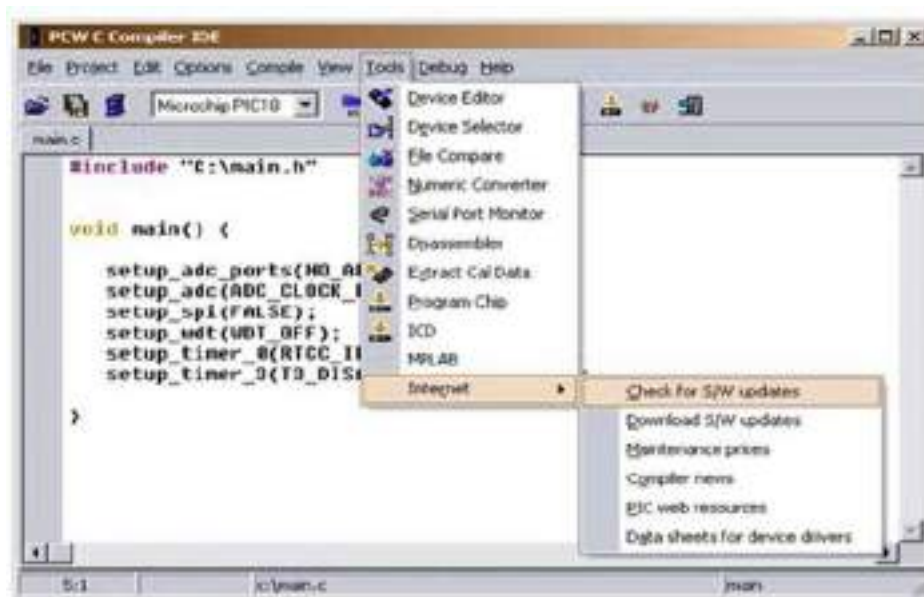 PCW C Compiler IDE
File Project Edit Options Compile View Tools Debug Help
Microchip PIC18
main.c
#include "C:\main.h"
void main() {
setup_adc_ports(NO_A
setup_adc(ADC_CLOCK_
setup_spi(FALSE);
setup_wdt(WDT_OFF);
setup_timer_0(RTCC_I
setup_timer_3(T3_DIS
}
Device Editor
Device Selector
File Compare
Numeric Converter
Serial Port Monitor
Disassembler
Extract Cal Data
Program Chip
ICD
MPLAB
Internet
Check for S/W updates
Download S/W updates
Maintenance prices
Compiler news
PIC web resources
Data sheets for device drivers
5:1 c:\main.c main